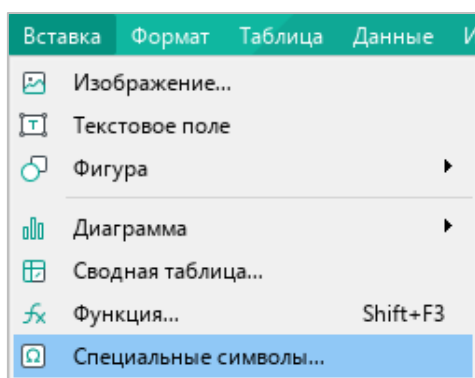 Вставка Формат Таблица Данные
Изображение...
Текстовое поле
Фигура
Диаграмма
Сводная таблица...
Функция... Shift+F3
Специальные символы...